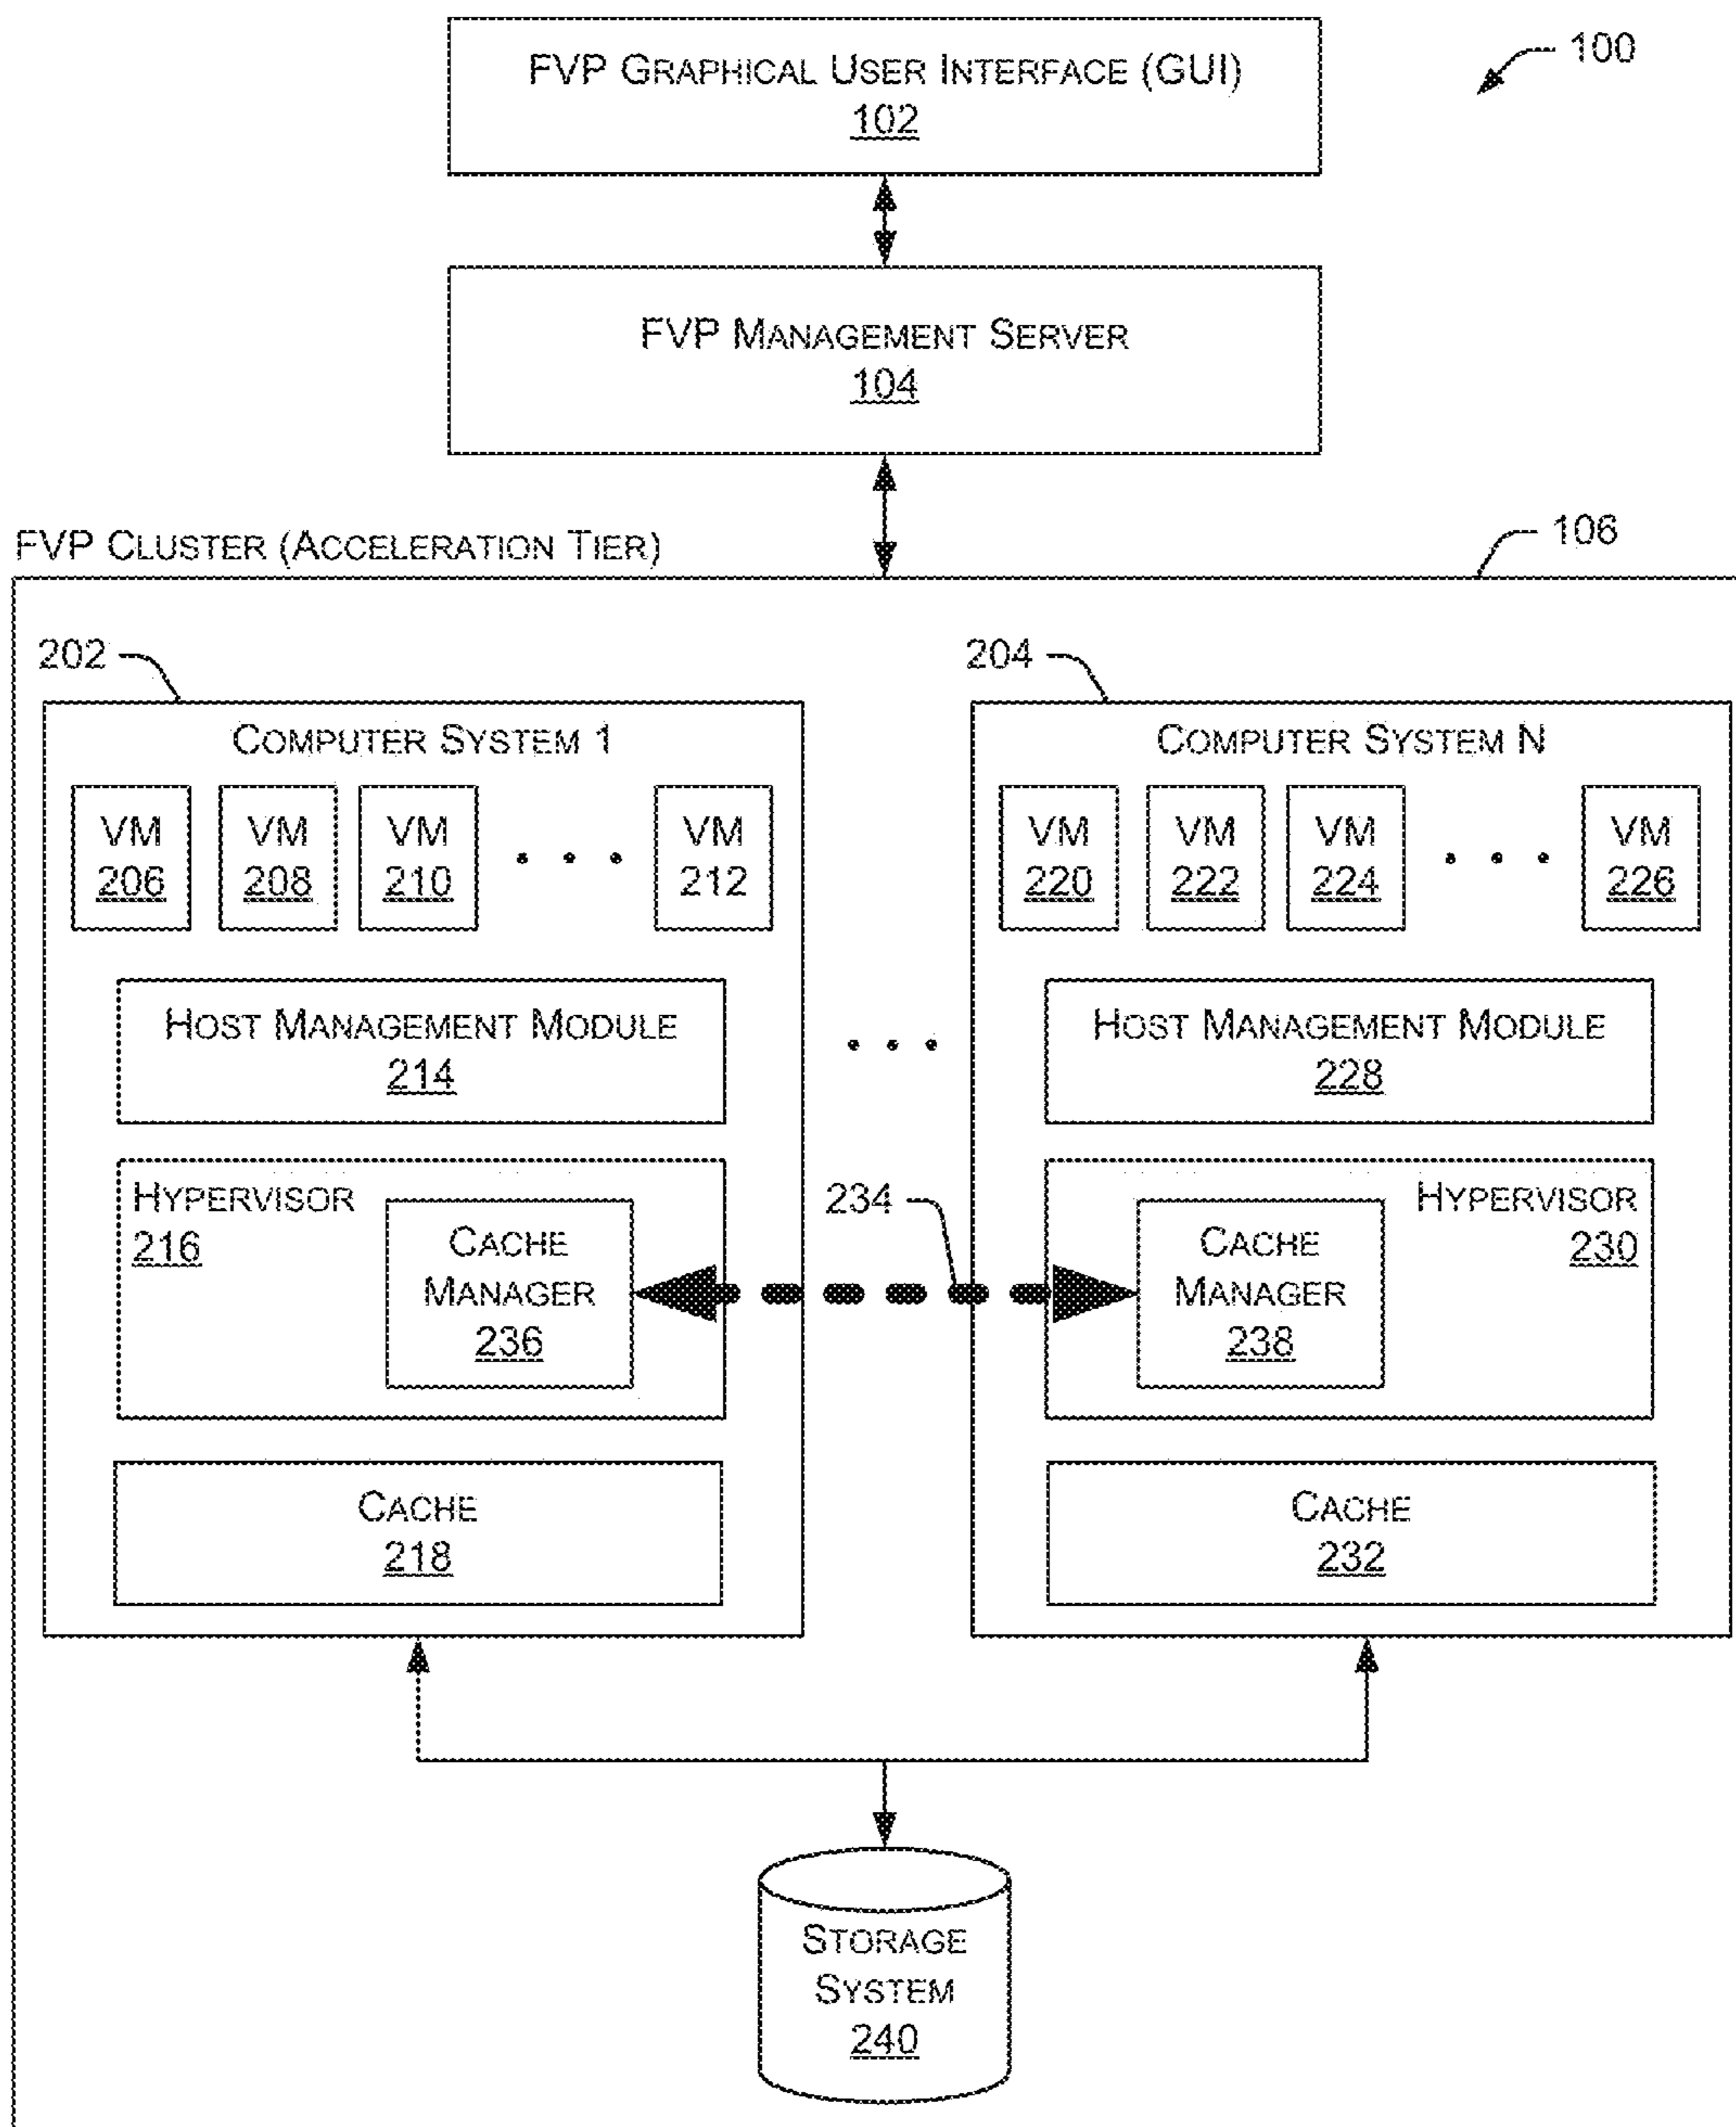 FVP GRAPHICAL USER INTERFACE (GUI)
102
100
FVP MANAGEMENT SERVER
104
FVP CLUSTER (ACCELERATION TIER)
106
202
204
COMPUTER SYSTEM 1
VM
206
VM
208
VM
210
. . .
VM
212
HOST MANAGEMENT MODULE
214
HYPERVISOR
216
CACHE
MANAGER
236
CACHE
218
. . .
234
COMPUTER SYSTEM N
VM
220
VM
222
VM
224
. . .
VM
226
HOST MANAGEMENT MODULE
228
CACHE
MANAGER
238
HYPERVISOR
230
CACHE
232
STORAGE
SYSTEM
240